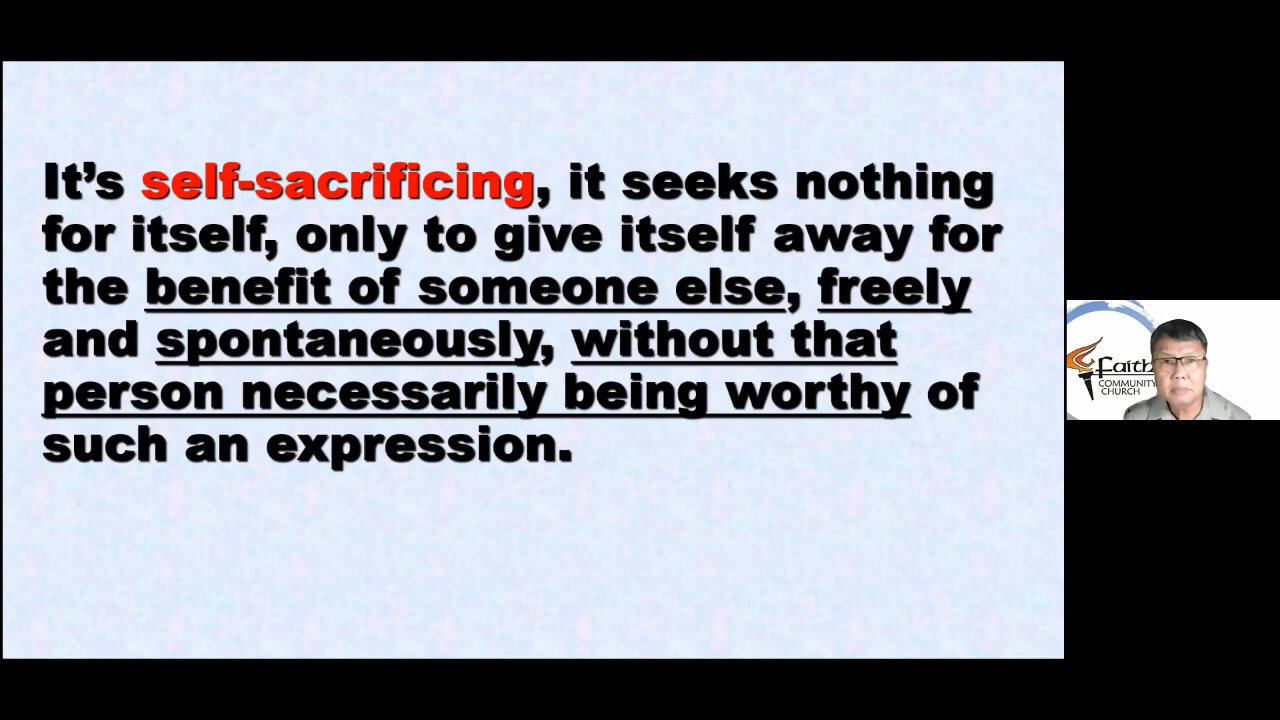 It’s self-sacrificing, it seeks nothing
for itself, only to give itself away for
the benefit of someone else, freely
and spontaneously, without that
person necessarily being worthy of
such an expression.
Faith
COMMUNITY
CHURCH